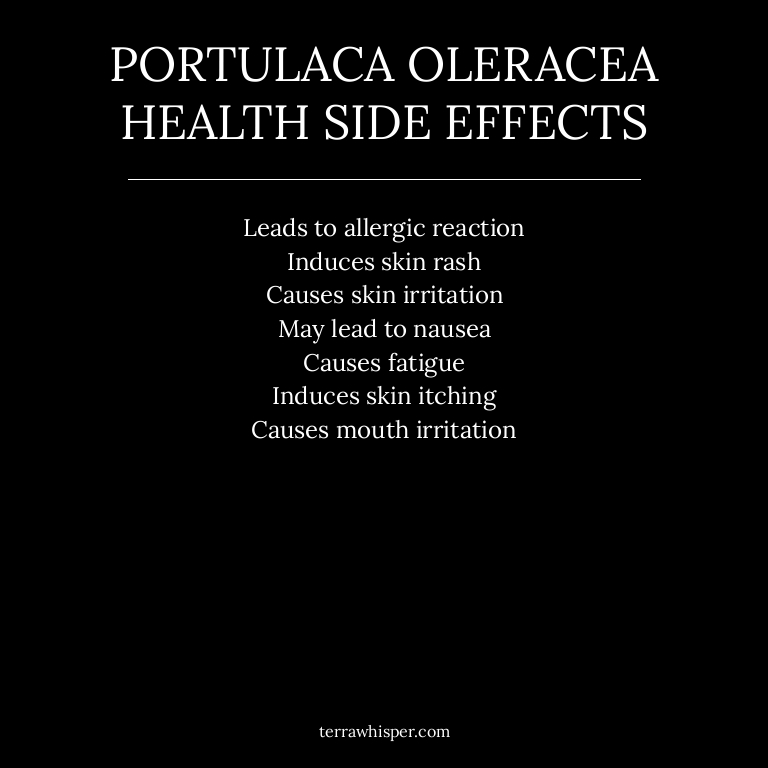 PORTULACA OLERACEA
HEALTH SIDE EFFECTS
Leads to allergic reaction
Induces skin rash
Causes skin irritation
May lead to nausea
Causes fatigue
Induces skin itching
Causes mouth irritation
terrawhisper.com